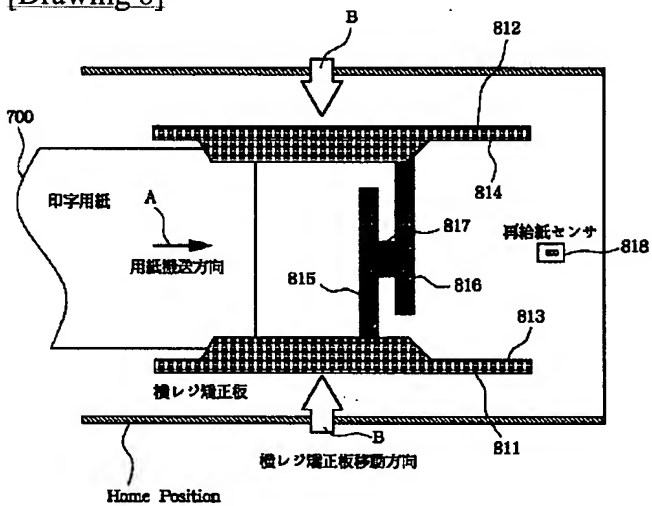 [Drawing 8]
B
812
700
814
印字用紙
A
817
再給紙センサ
用紙搬送方向
818
815
816
813
横レジ矯正板
811
B
横レジ矯正板移動方向
Home Position